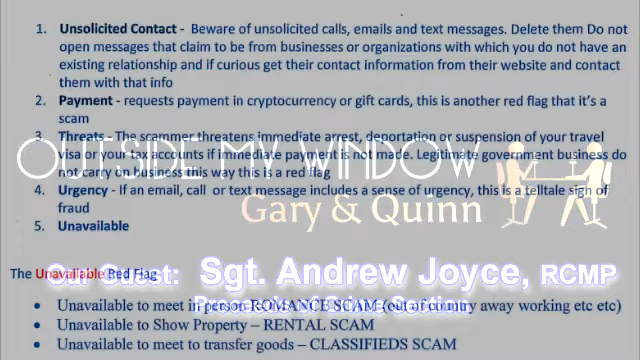 1. Unsolicited Contact - Beware of unsolicited calls, emails and text messages. Delete them Do not
open messages that claim to be from businesses or organizations with which you do not have an
existing relationship and if curious get their contact information from their website and contact
them with that info
2. Payment - requests payment in cryptocurrency or gift cards, this is another red flag that it's a
scam
3. Threats - The scammer threatens immediate arrest, deportation or suspension of your travel
visa or your tax accounts if immediate payment is not made. Legitimate government business do
not carry on business this way this is a red flag
OUTSIDE MY WINDOW
4. Urgency - If an email, call or text message includes a sense of urgency, this is a telltale sign of
fraud
Gary & Quinn
5. Unavailable
The Unavailable Red Flag
Our Guest: Sgt. Andrew Joyce, RCMP
• Unavailable to meet in person ROMANCE SCAM (out of country away working etc etc)
• Unavailable to Show Property – RENTAL SCAM
• Unavailable to meet to transfer goods – CLASSIFIEDS SCAM